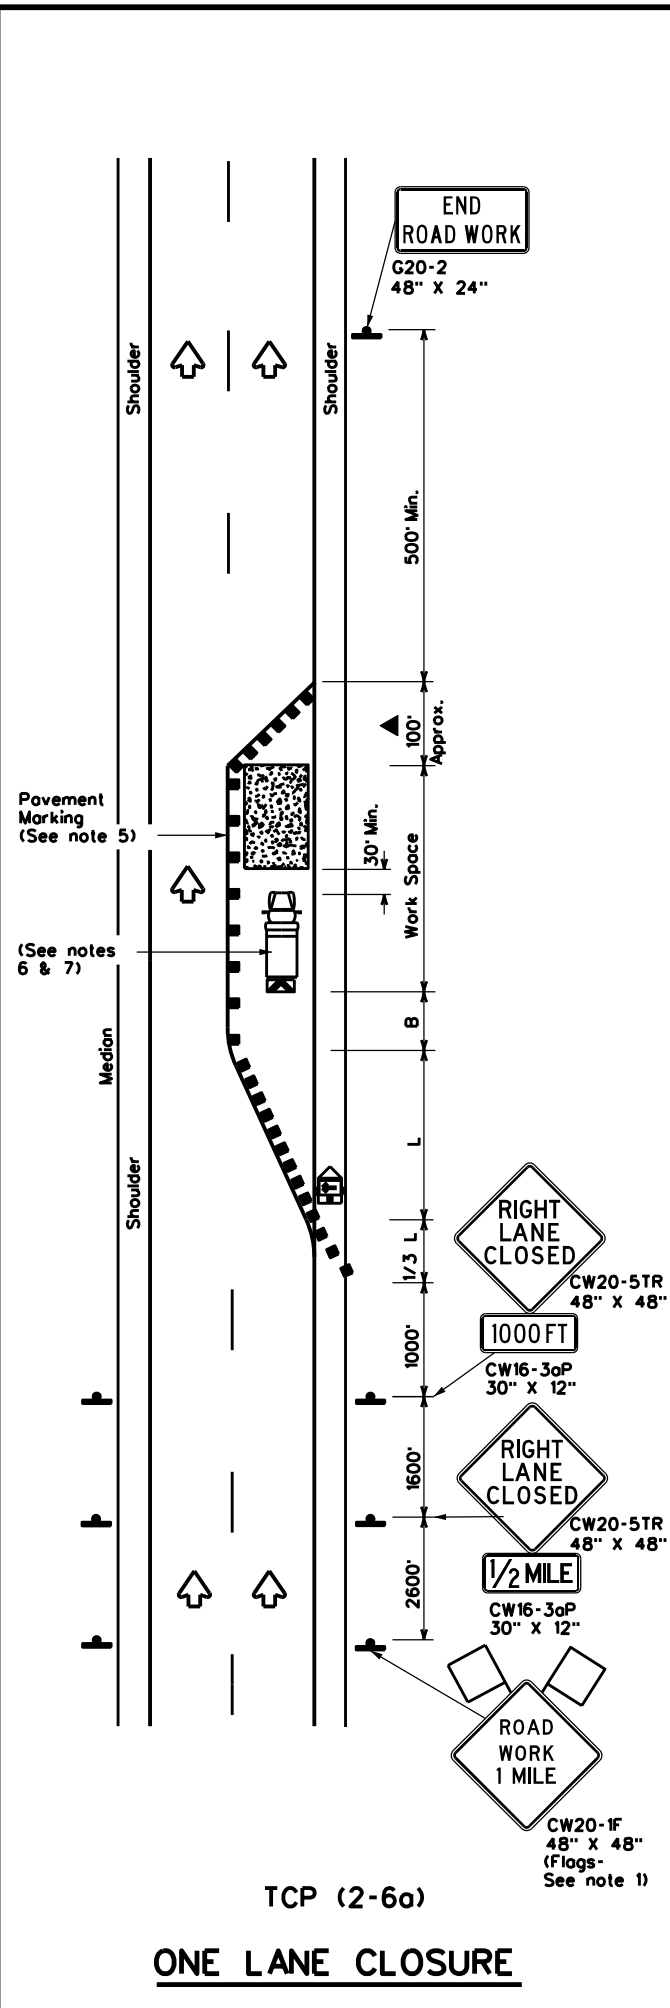 END
ROAD WORK
G20-2
48" X 24"
Shoulder
Shoulder
500' Min.
100'
Approx.
Pavement
Marking
(See note 5)
30' Min.
Work Space
(See notes
6 & 7)
B
Median
L
Shoulder
RIGHT
LANE
CLOSED
1/3 L
CW20-5TR
48" X 48"
1000 FT
1000'
CW16-3aP
30" X 12"
RIGHT
LANE
CLOSED
1600'
CW20-5TR
48" X 48"
1/2 MILE
2600'
CW16-3aP
30" X 12"
ROAD
WORK
1 MILE
CW20-1F
48" X 48"
(Flags-
See note 1)
TCP (2-6a)
ONE LANE CLOSURE